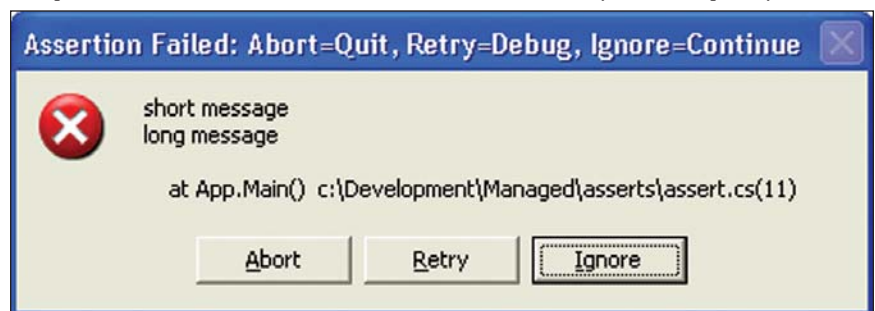 Assertion Failed: Abort=Quit, Retry=Debug, Ignore=Continue
short message
long message
at App.Main() c:\Development\Managed\asserts\assert.cs(11)
Abort
Retry
Ignore